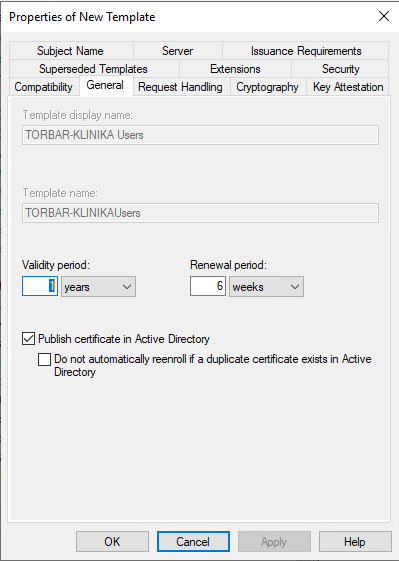 Properties of New Template
Subject Name Server Issuance Requirements
Superseded Templates Extensions Security
Compatibility General Request Handling Cryptography Key Attestation
Template display name:
TORBAR-KLINIKA Users
Template name:
TORBAR-KLINIKAUsers
Validity period: Renewal period:
1 years 6 weeks
Publish certificate in Active Directory
Do not automatically reenroll if a duplicate certificate exists in Active
Directory
OK Cancel Apply Help